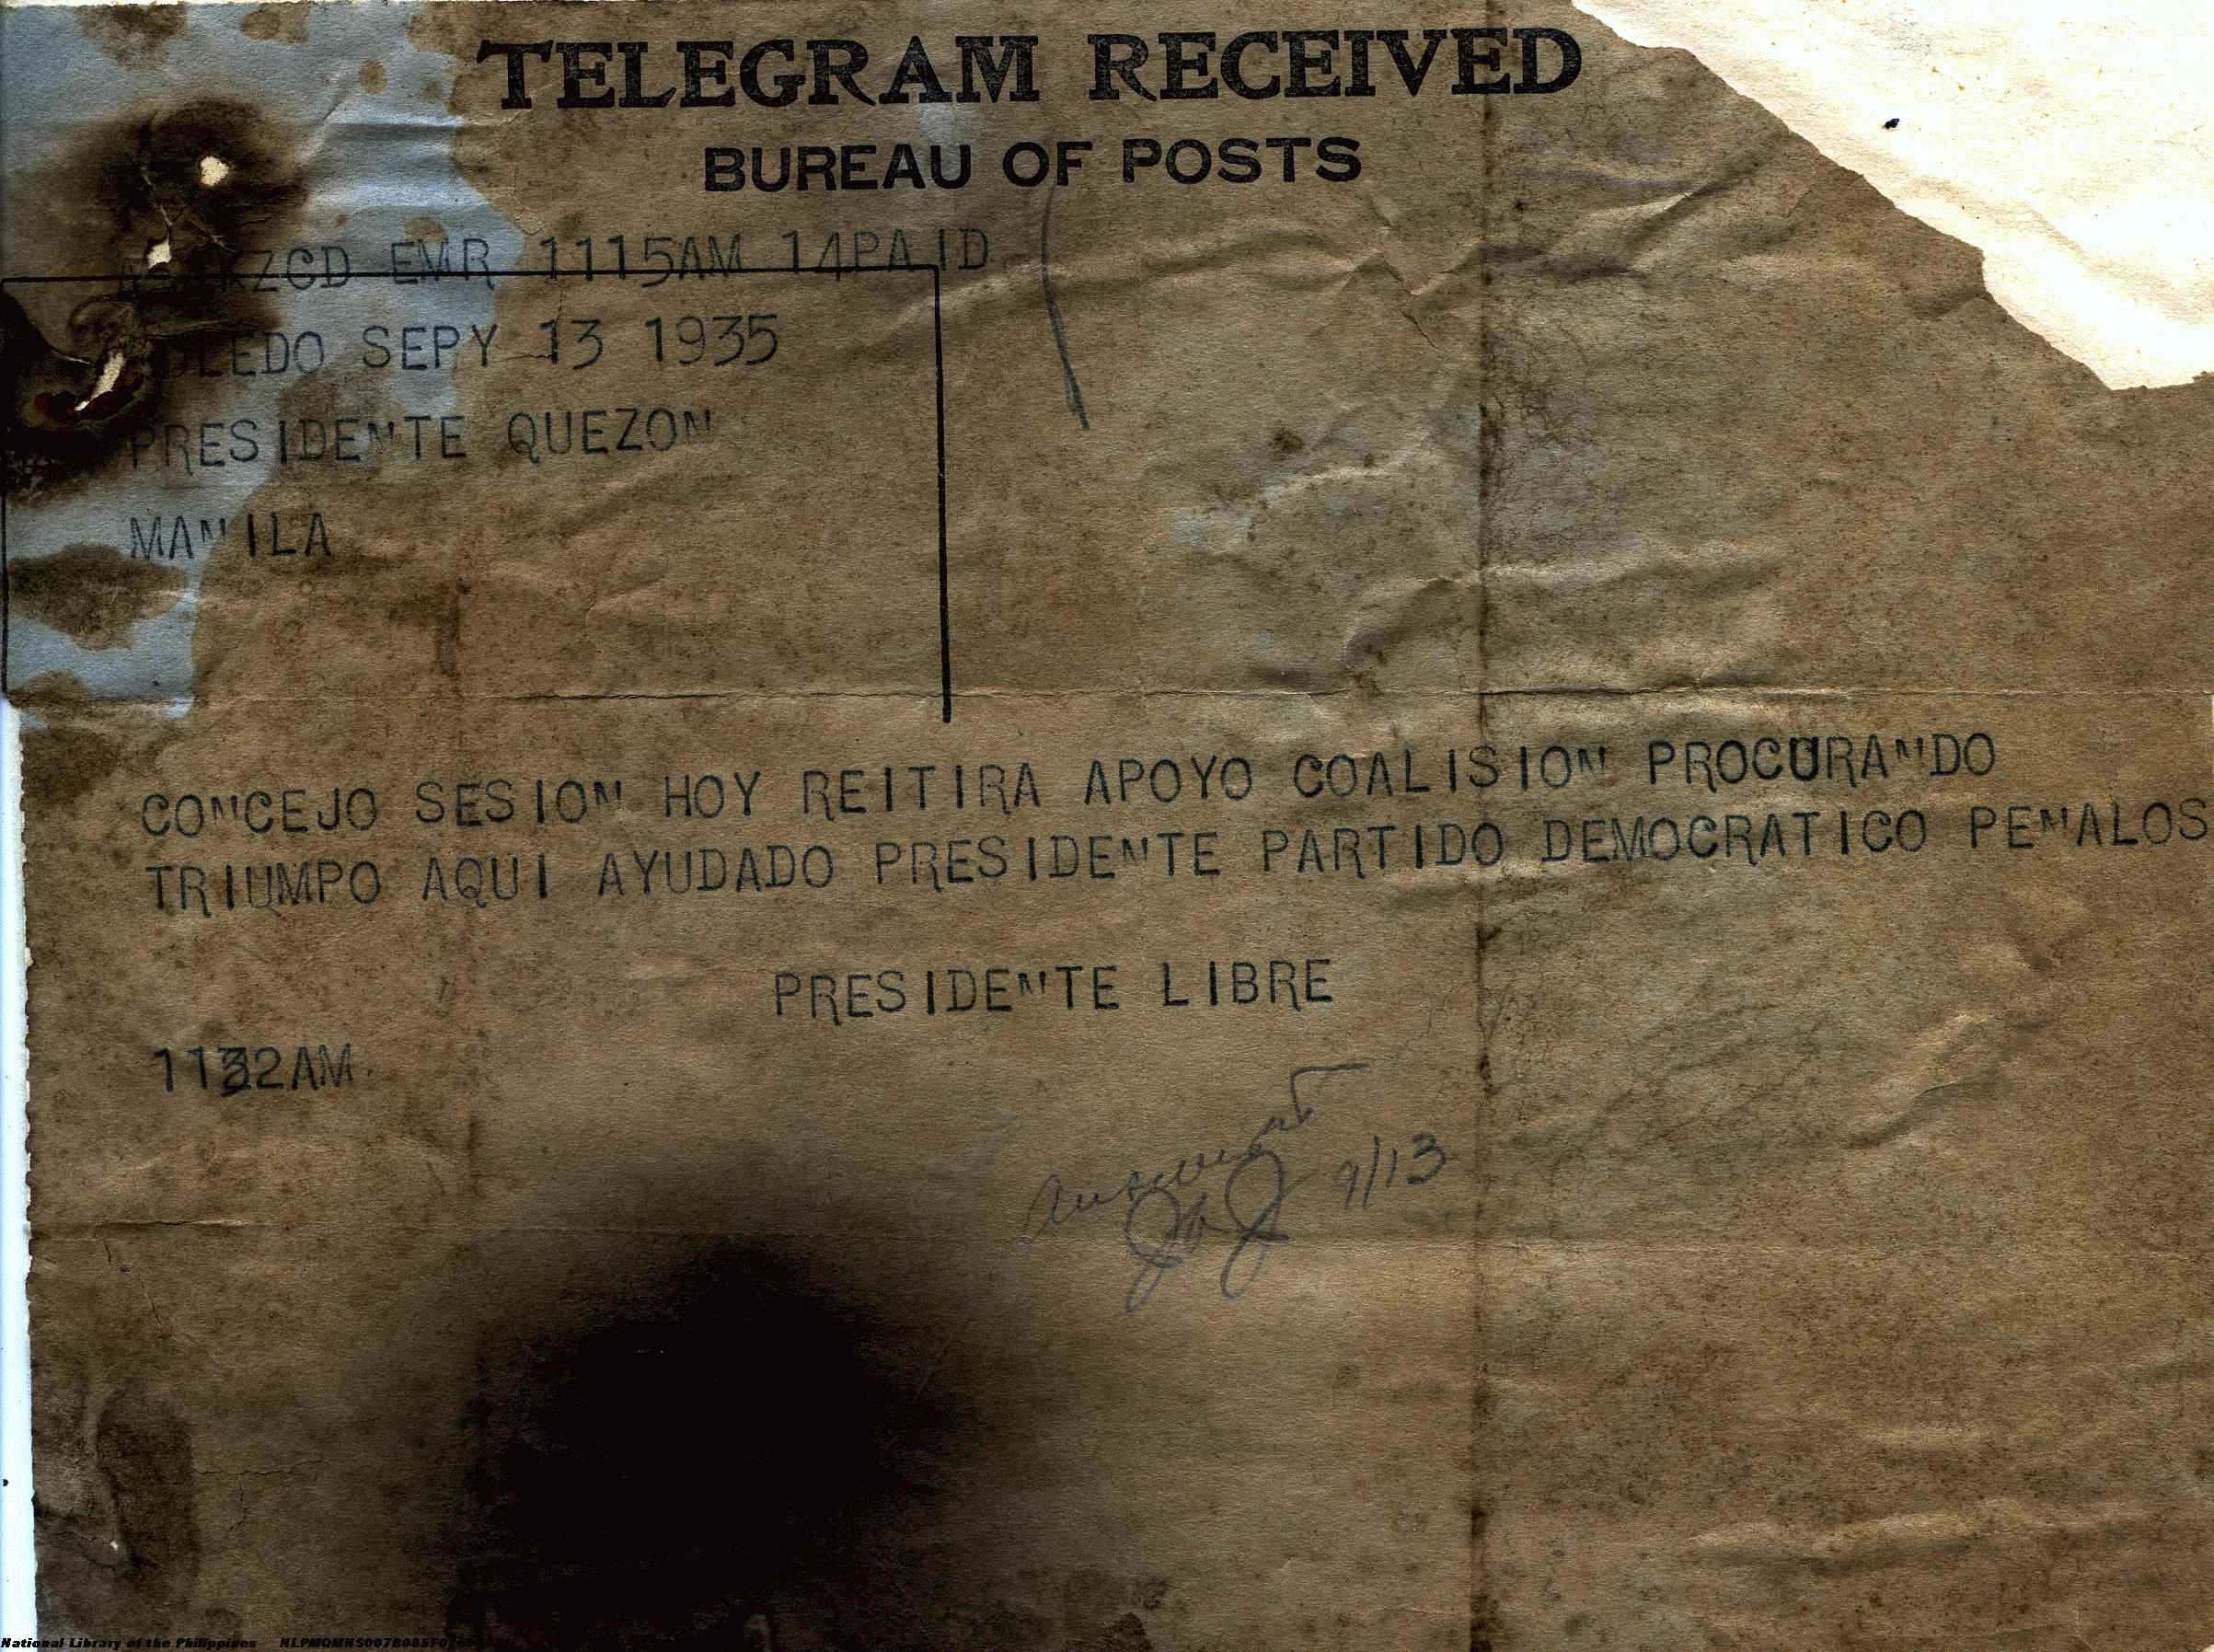 TELEGRAM RECEIVED
BUREAU OF POSTS
EMR 1115AM 14PAID
SEPY 13 1935
PRESIDENTE QUEZON
MANILA
CONCEJO SESION HOY REITIRA APOYO COALISION PROCURANDO
TRIUMPO AQUI AYUDADO PRESIDENTE PARTIDO DEMOCRATICO PENALOS
PRESIDENTE LIBRE
1132AM.
9/13
National Library of the Philippines